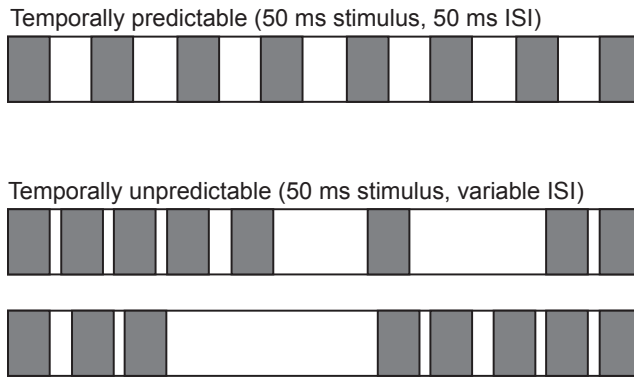 Temporally predictable (50 ms stimulus, 50 ms ISI)
Temporally unpredictable (50 ms stimulus, variable ISI)